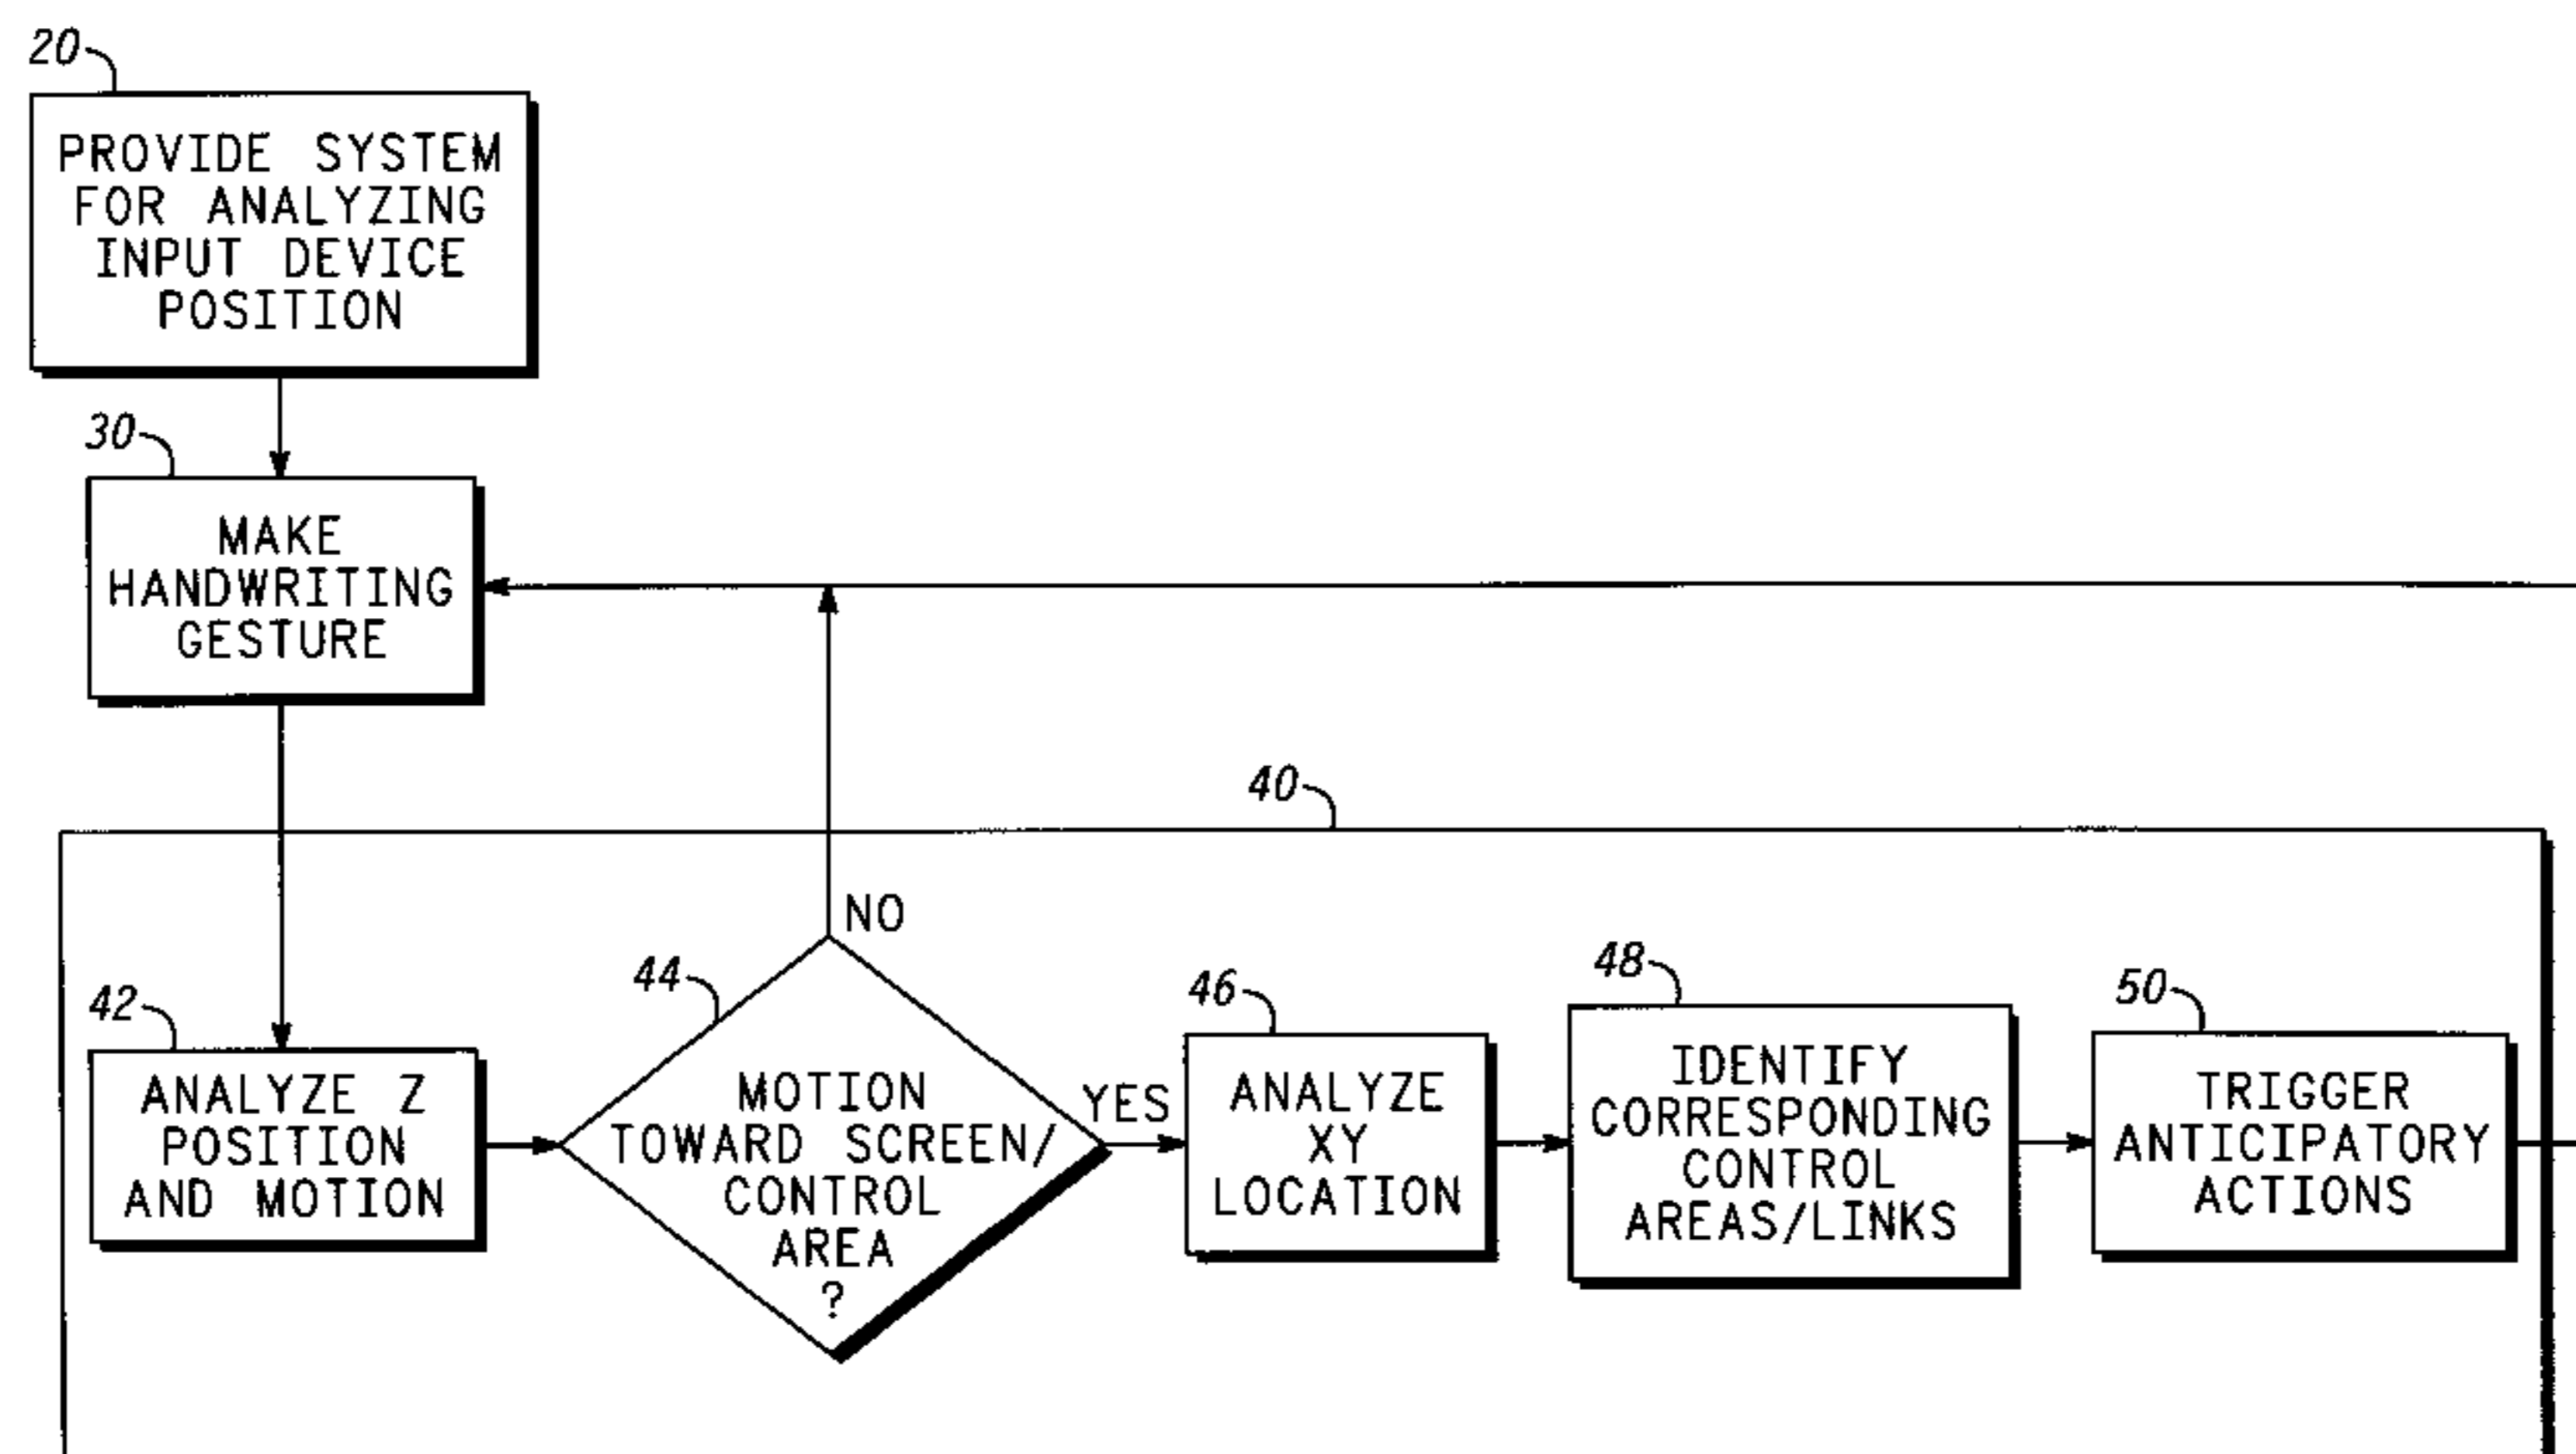 20
PROVIDE SYSTEM
FOR ANALYZING
INPUT DEVICE
POSITION
30
MAKE
HANDWRITING
GESTURE
40
NO
42
ANALYZE Z
POSITION
AND MOTION
44
MOTION
TOWARD SCREEN/
CONTROL
AREA
?
YES
46
ANALYZE
XY
LOCATION
48
IDENTIFY
CORRESPONDING
CONTROL
AREAS/LINKS
50
TRIGGER
ANTICIPATORY
ACTIONS